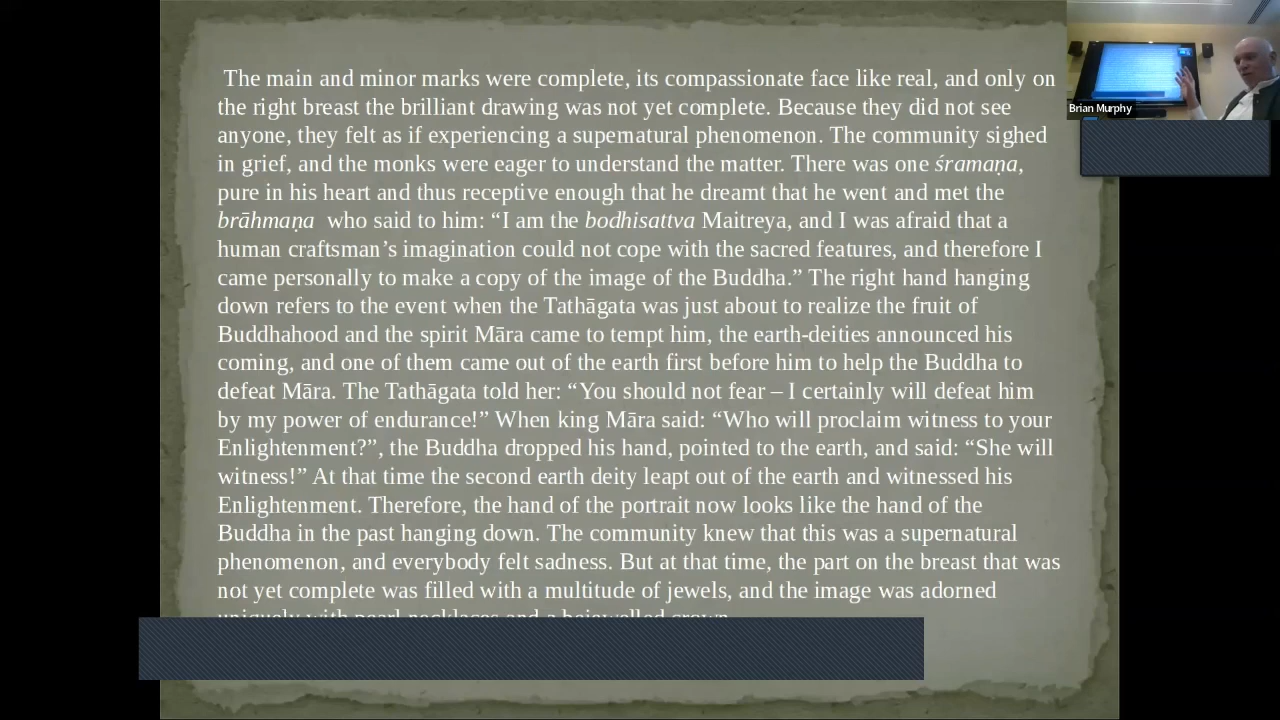 The main and minor marks were complete, its compassionate face like real, and only on
the right breast the brilliant drawing was not yet complete. Because they did not see
anyone, they felt as if experiencing a supernatural phenomenon. The community sighed
in grief, and the monks were eager to understand the matter. There was one śramaṇa,
pure in his heart and thus receptive enough that he dreamt that he went and met the
brāhmaṇa who said to him: “I am the bodhisattva Maitreya, and I was afraid that a
human craftsman’s imagination could not cope with the sacred features, and therefore I
came personally to make a copy of the image of the Buddha.” The right hand hanging
down refers to the event when the Tathāgata was just about to realize the fruit of
Buddhahood and the spirit Māra came to tempt him, the earth-deities announced his
coming, and one of them came out of the earth first before him to help the Buddha to
defeat Māra. The Tathāgata told her: “You should not fear – I certainly will defeat him
by my power of endurance!” When king Māra said: “Who will proclaim witness to your
Enlightenment?”, the Buddha dropped his hand, pointed to the earth, and said: “She will
witness!” At that time the second earth deity leapt out of the earth and witnessed his
Enlightenment. Therefore, the hand of the portrait now looks like the hand of the
Buddha in the past hanging down. The community knew that this was a supernatural
phenomenon, and everybody felt sadness. But at that time, the part on the breast that was
not yet complete was filled with a multitude of jewels, and the image was adorned
uniquely with pearl necklaces and a bejewelled crown.
Brian Murphy